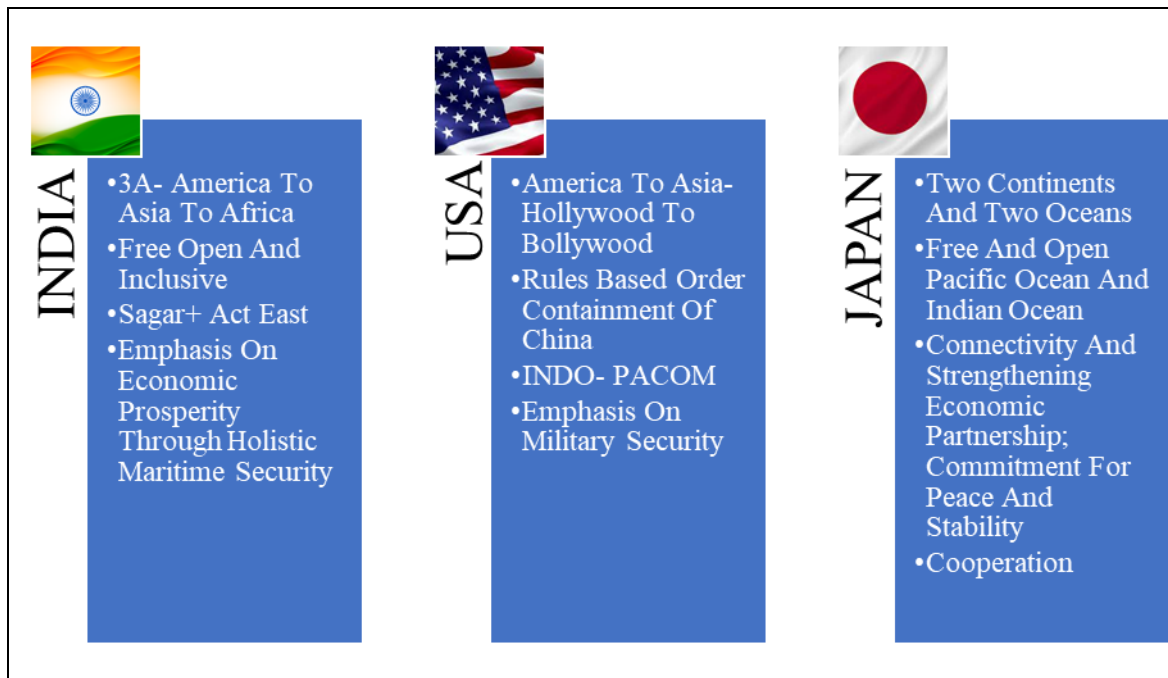 INDIA
•3A- America To
Asia To Africa
•Free Open And
Inclusive
•Sagar+ Act East
•Emphasis On
Economic
Prosperity
Through Holistic
Maritime Security
USA
•America To Asia-
Hollywood To
Bollywood
•Rules Based Order
Containment Of
China
•INDO- PACOM
•Emphasis On
Military Security
JAPAN
•Two Continents
And Two Oceans
•Free And Open
Pacific Ocean And
Indian Ocean
•Connectivity And
Strengthening
Economic
Partnership;
Commitment For
Peace And
Stability
•Cooperation